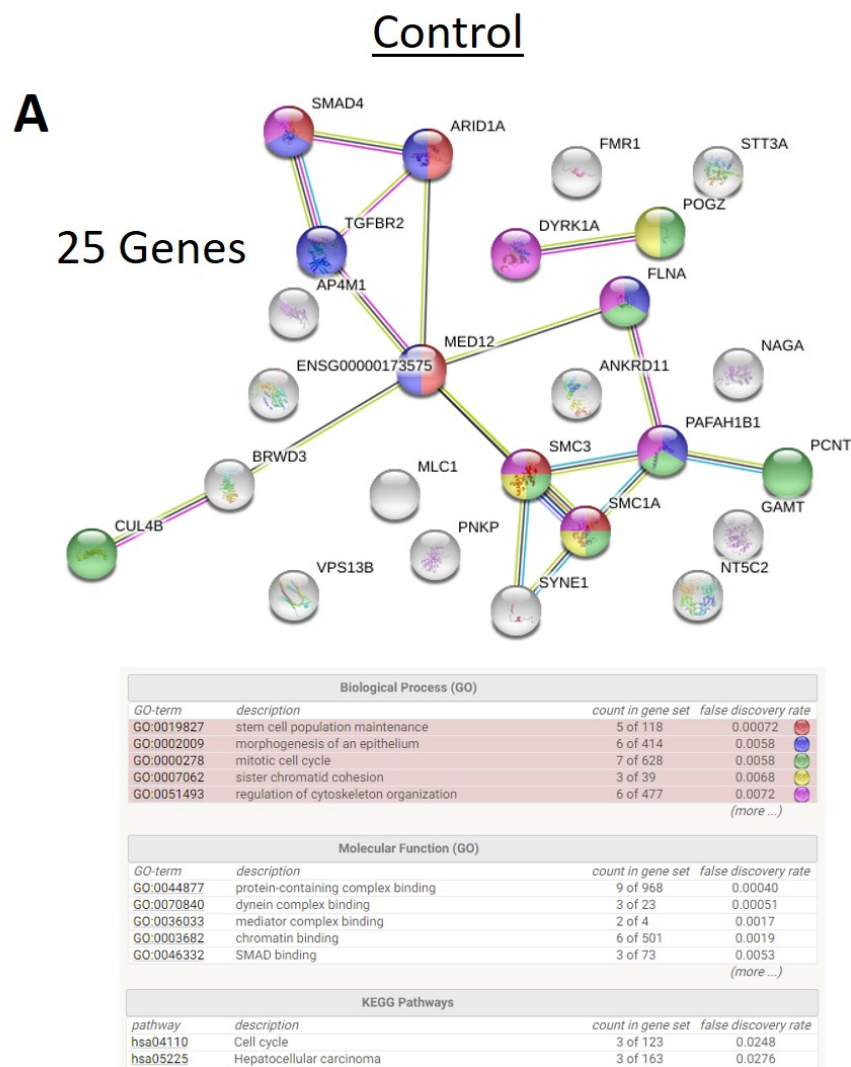 Control
A
SMAD4
ARID1A
FMR1
STT3A
POGZ
DYRK1A
TGFBR2
25 Genes
FLNA
AP4M1
MED12
NAGA
ENSG00000173575
ANKRD11
PAFAH1B1
PCNT
BRWD3
SMC3
MLC1
SMC1A
GAMT
CUL4B
PNKP
NT5C2
VPS13B
SYNE1
Biological Process (GO)
GO-term description count in gene set false discovery rate
GO:0019827 stem cell population maintenance 5 of 118 0.00072
GO:0002009 morphogenesis of an epithelium 6 of 414 0.0058
GO:0000278 mitotic cell cycle 7 of 628 0.0058
GO:0007062 sister chromatid cohesion 3 of 39 0.0068
GO:0051493 regulation of cytoskeleton organization 6 of 477 0.0072
(more ...)
Molecular Function (GO)
GO-term description count in gene set false discovery rate
GO:0044877 protein-containing complex binding 9 of 968 0.00040
GO:0070840 dynein complex binding 3 of 23 0.00051
GO:0036033 mediator complex binding 2 of 4 0.0017
GO:0003682 chromatin binding 6 of 501 0.0019
GO:0046332 SMAD binding 3 of 73 0.0053
(more ...)
KEGG Pathways
pathway description count in gene set false discovery rate
hsa04110 Cell cycle 3 of 123 0.0248
hsa05225 Hepatocellular carcinoma 3 of 163 0.0276